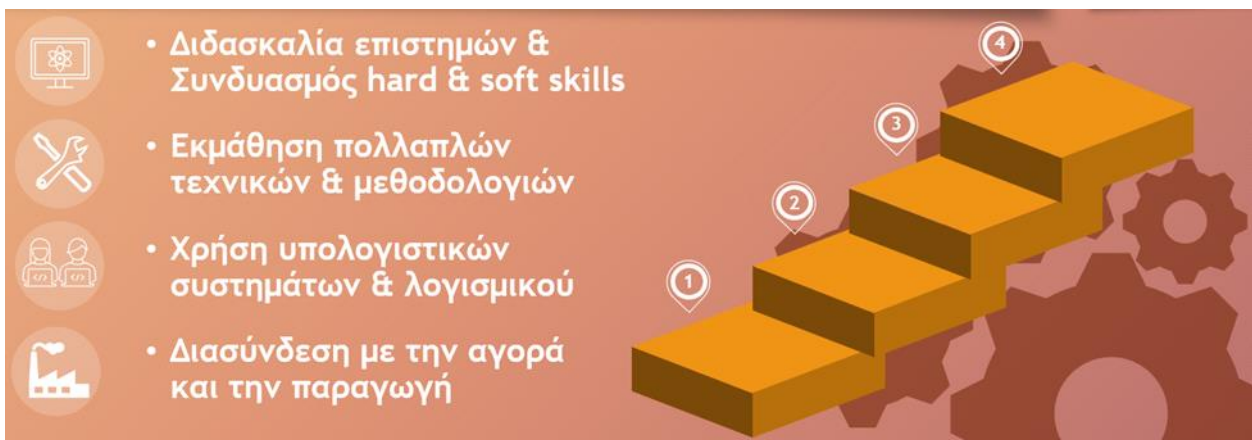 • Διδασκαλία επιστημών &
Συνδυασμός hard & soft skills
• Εκμάθηση πολλαπλών
τεχνικών & μεθοδολογιών
• Χρήση υπολογιστικών
συστημάτων & λογισμικού
• Διασύνδεση με την αγορά
και την παραγωγή
1
2
3
4